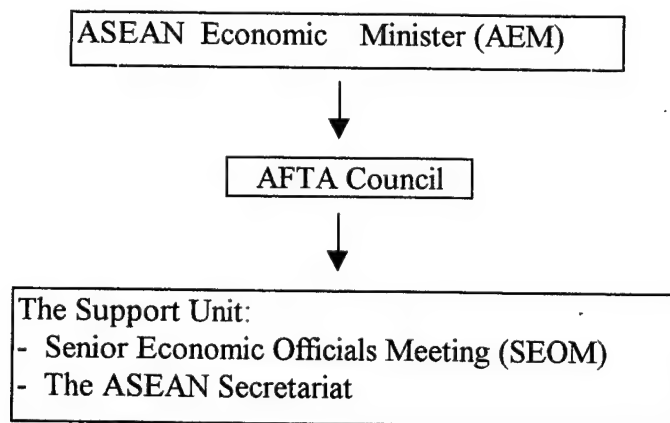 ASEAN Economic Minister (AEM)
AFTA Council
The Support Unit:
- Senior Economic Officials Meeting (SEOM)
- The ASEAN Secretariat